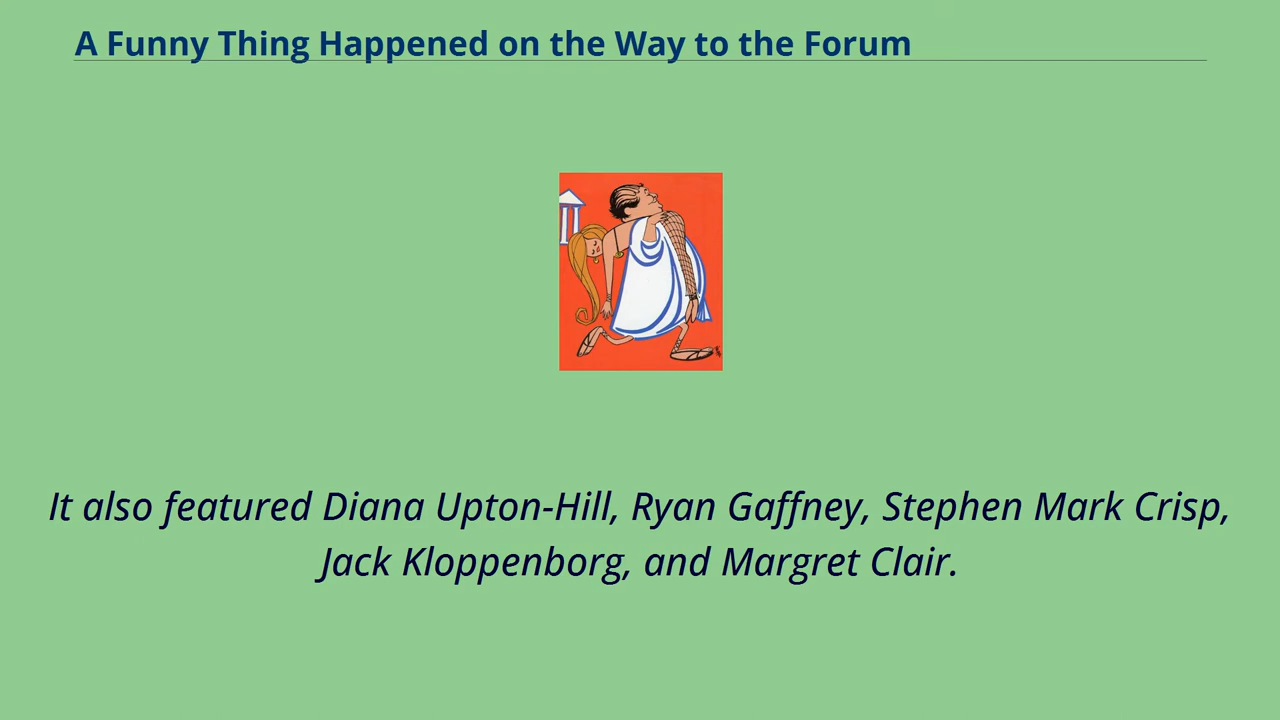 A Funny Thing Happened on the Way to the Forum
It also featured Diana Upton-Hill, Ryan Gaffney, Stephen Mark Crisp,
Jack Kloppenborg, and Margret Clair.